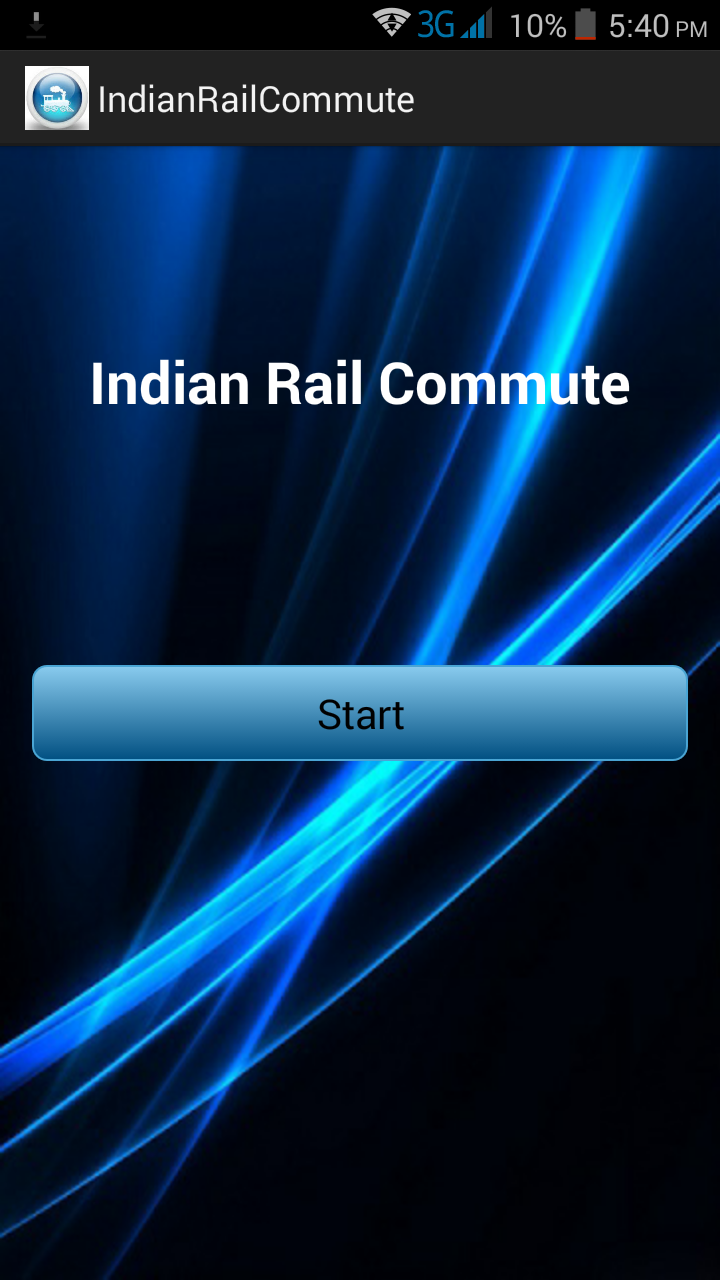 3G 10% 5:40 PM
IndianRailCommute
Indian Rail Commute
Start